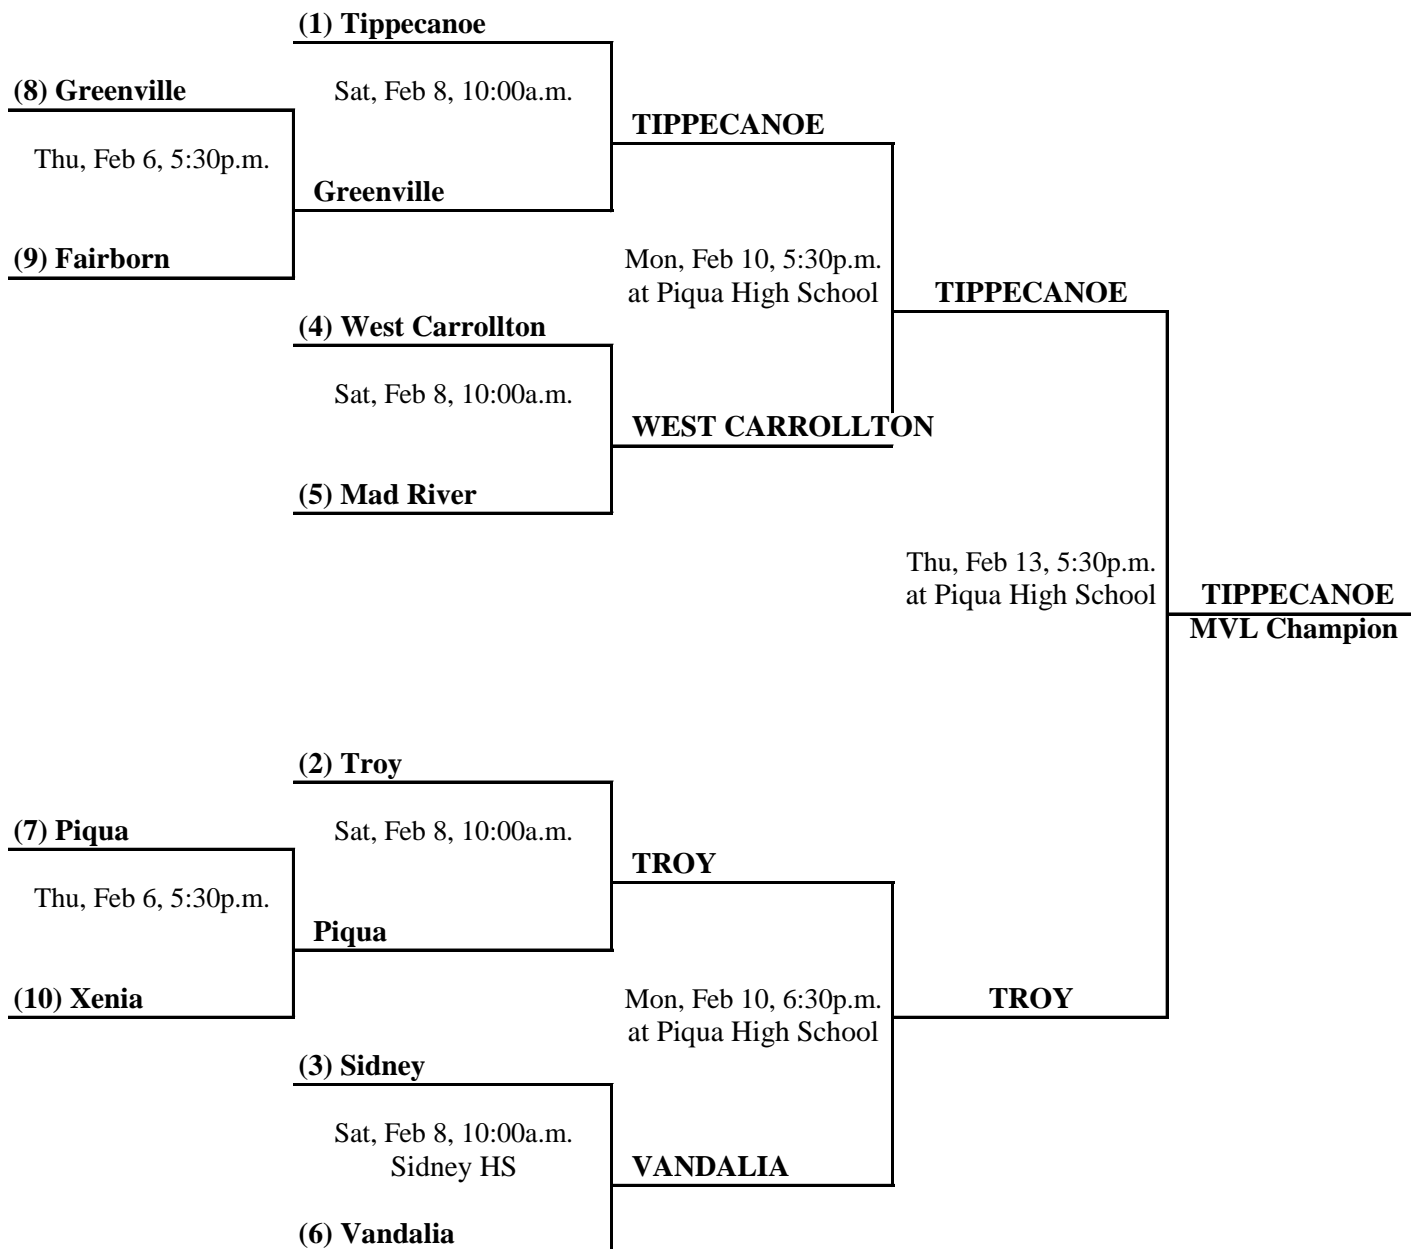 (1) Tippecanoe
(8) Greenville
Sat, Feb 8, 10:00a.m.
TIPPECANOE
Thu, Feb 6, 5:30p.m.
Greenville
(9) Fairborn
Mon, Feb 10, 5:30p.m.
at Piqua High School
TIPPECANOE
(4) West Carrollton
Sat, Feb 8, 10:00a.m.
WEST CARROLLTON
(5) Mad River
Thu, Feb 13, 5:30p.m.
at Piqua High School
TIPPECANOE
MVL Champion
(2) Troy
(7) Piqua
Sat, Feb 8, 10:00a.m.
TROY
Thu, Feb 6, 5:30p.m.
Piqua
(10) Xenia
Mon, Feb 10, 6:30p.m.
at Piqua High School
TROY
(3) Sidney
Sat, Feb 8, 10:00a.m.
Sidney HS
VANDALIA
(6) Vandalia